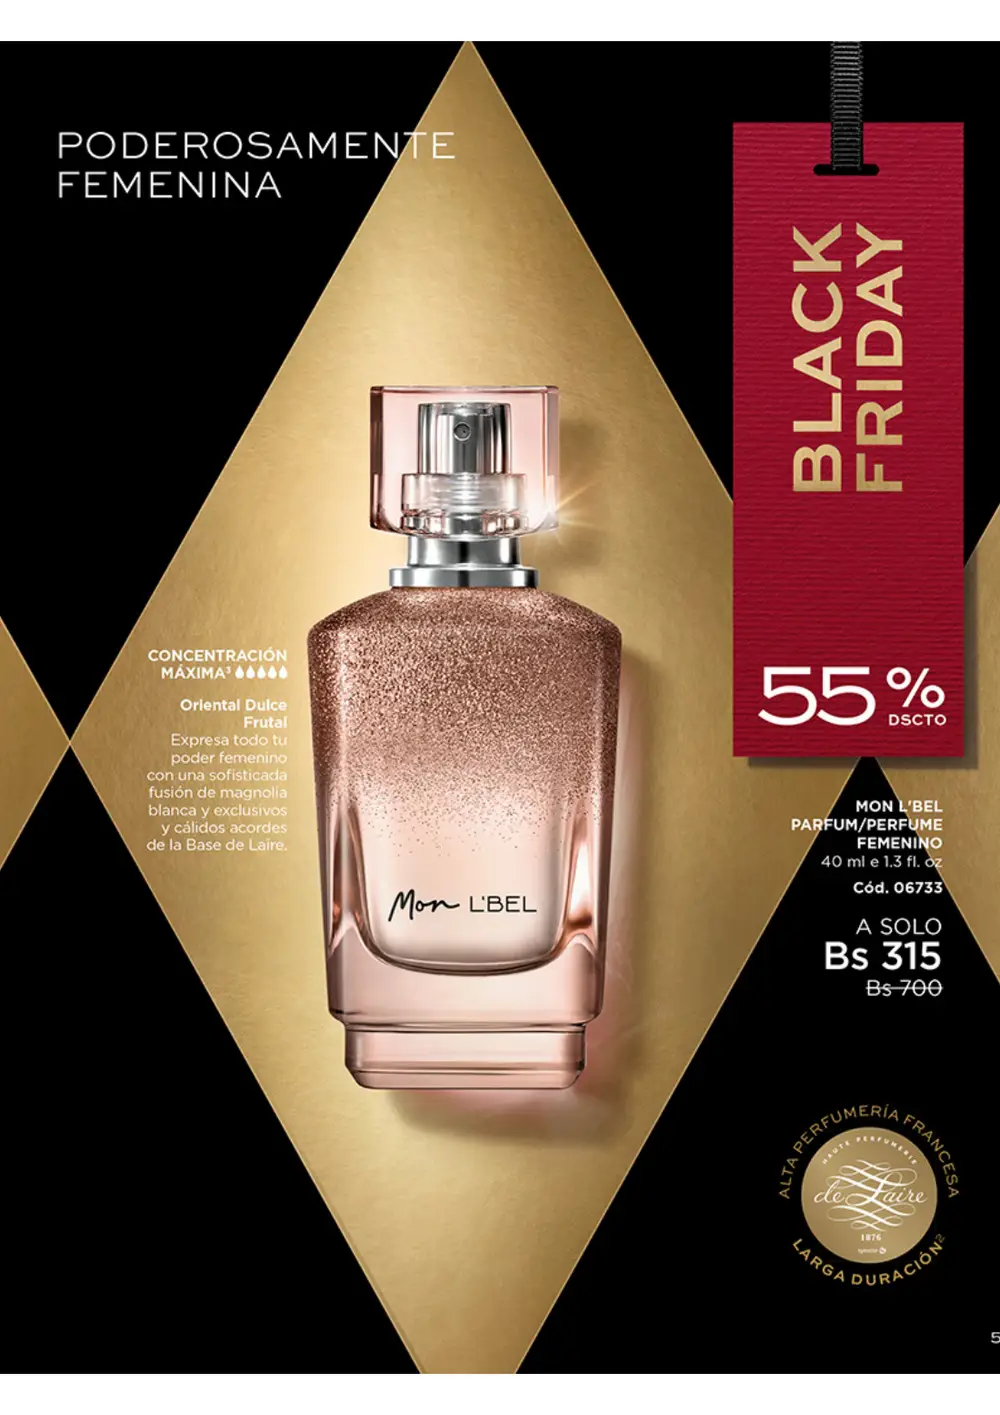 PODEROSAMENTE
FEMENINA
BLACK
FRIDAY
55%
DSCTO
CONCENTRACIÓN
MÁXIMA³
Oriental Dulce
Frutal
Expresa todo tu
poder femenino
con una sofisticada
fusión de magnolia
blanca y exclusivos
y cálidos acordes
de la Base de Laire.
Mon L'BEL
MON L'BEL
PARFUM/PERFUME
FEMENINO
40 ml e 1.3 fl. oz
Cód. 06733
A SOLO
Bs 315
Bs 700
ALTA PERFUMERÍA FRANCESA
HAUTE PERFUMERIE
de Laire
1876
LARGA DURACIÓN²
5